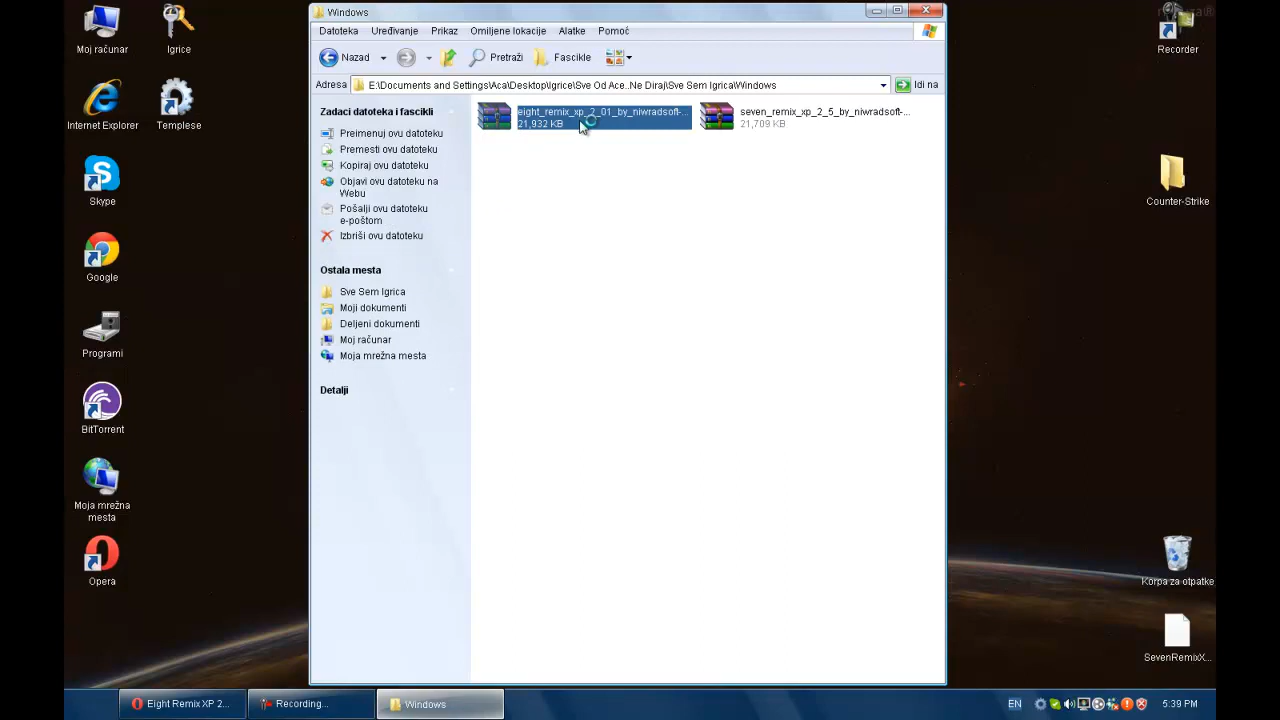 Windows
Datoteka Uređivanje Prikaz Omiljene lokacije Alatke Pomoć
Nazad Pretraži Fascikle
Adresa E:\Documents and Settings\Aca\Desktop\Igrice\Sve Od Ace..Ne Diraj\Sve Sem Igrica\Windows Idi na
Zadaci datoteka i fascikli
Preimenuj ovu datoteku
Premesti ovu datoteku
Kopiraj ovu datoteku
Objavi ovu datoteku na
Webu
Pošalji ovu datoteku
e-poštom
Izbriši ovu datoteku
Ostala mesta
Sve Sem Igrica
Moji dokumenti
Deljeni dokumenti
Moj računar
Moja mrežna mesta
Detalji
eight_remix_xp_2_01_by_niwradsoft-...
21,932 KB
seven_remix_xp_2_5_by_niwradsoft-...
21,709 KB
Moj računar
Igrice
Internet Explorer
Templese
Skype
Google
Programi
BitTorrent
Moja mrežna
mesta
Opera
Recorder
Counter-Strike
Korpa za otpatke
SevenRemixX...
Eight Remix XP 2...
Recording...
Windows
EN
5:39 PM